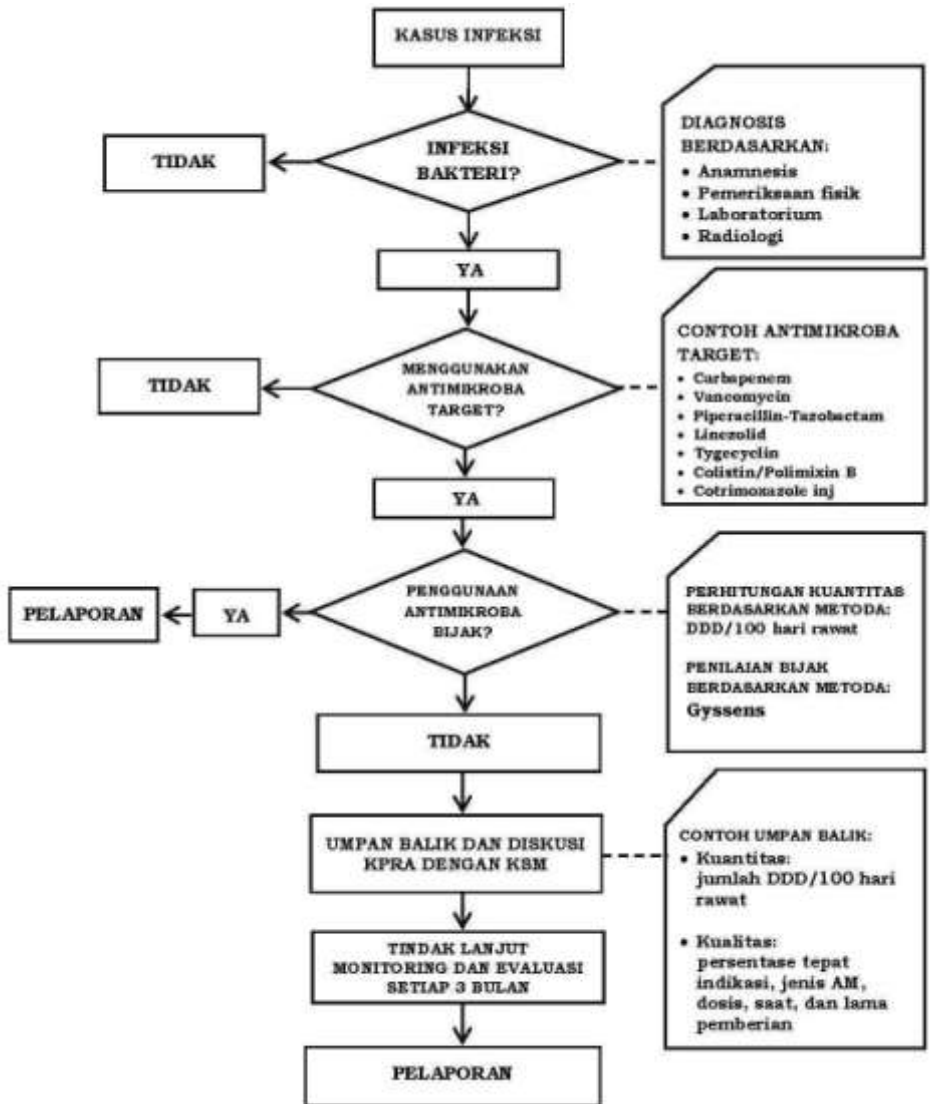 KASUS INFEKSI
INFEKSI
BAKTERI?
TIDAK
DIAGNOSIS
BERDASARKAN:
• Anamnesis
• Pemeriksaan fisik
• Laboratorium
• Radiologi
YA
MENGGUNAKAN
ANTIMIKROBA
TARGET?
TIDAK
CONTOH ANTIMIKROBA
TARGET:
• Carbapenem
• Vancomycin
• Piperacillin-Tazobactam
• Linezolid
• Tygecyclin
• Colistin/Polimixin B
• Cotrimoxazole inj
YA
PENGGUNAAN
ANTIMIKROBA
BIJAK?
YA
PELAPORAN
PERHITUNGAN KUANTITAS
BERDASARKAN METODA:
DDD/100 hari rawat
PENILAIAN BIJAK
BERDASARKAN METODA:
Gyssens
TIDAK
UMPAN BALIK DAN DISKUSI
KPRA DENGAN KSM
CONTOH UMPAN BALIK:
• Kuantitas:
jumlah DDD/100 hari
rawat
• Kualitas:
persentase tepat
indikasi, jenis AM,
dosis, saat, dan lama
pemberian
TINDAK LANJUT
MONITORING DAN EVALUASI
SETIAP 3 BULAN
PELAPORAN